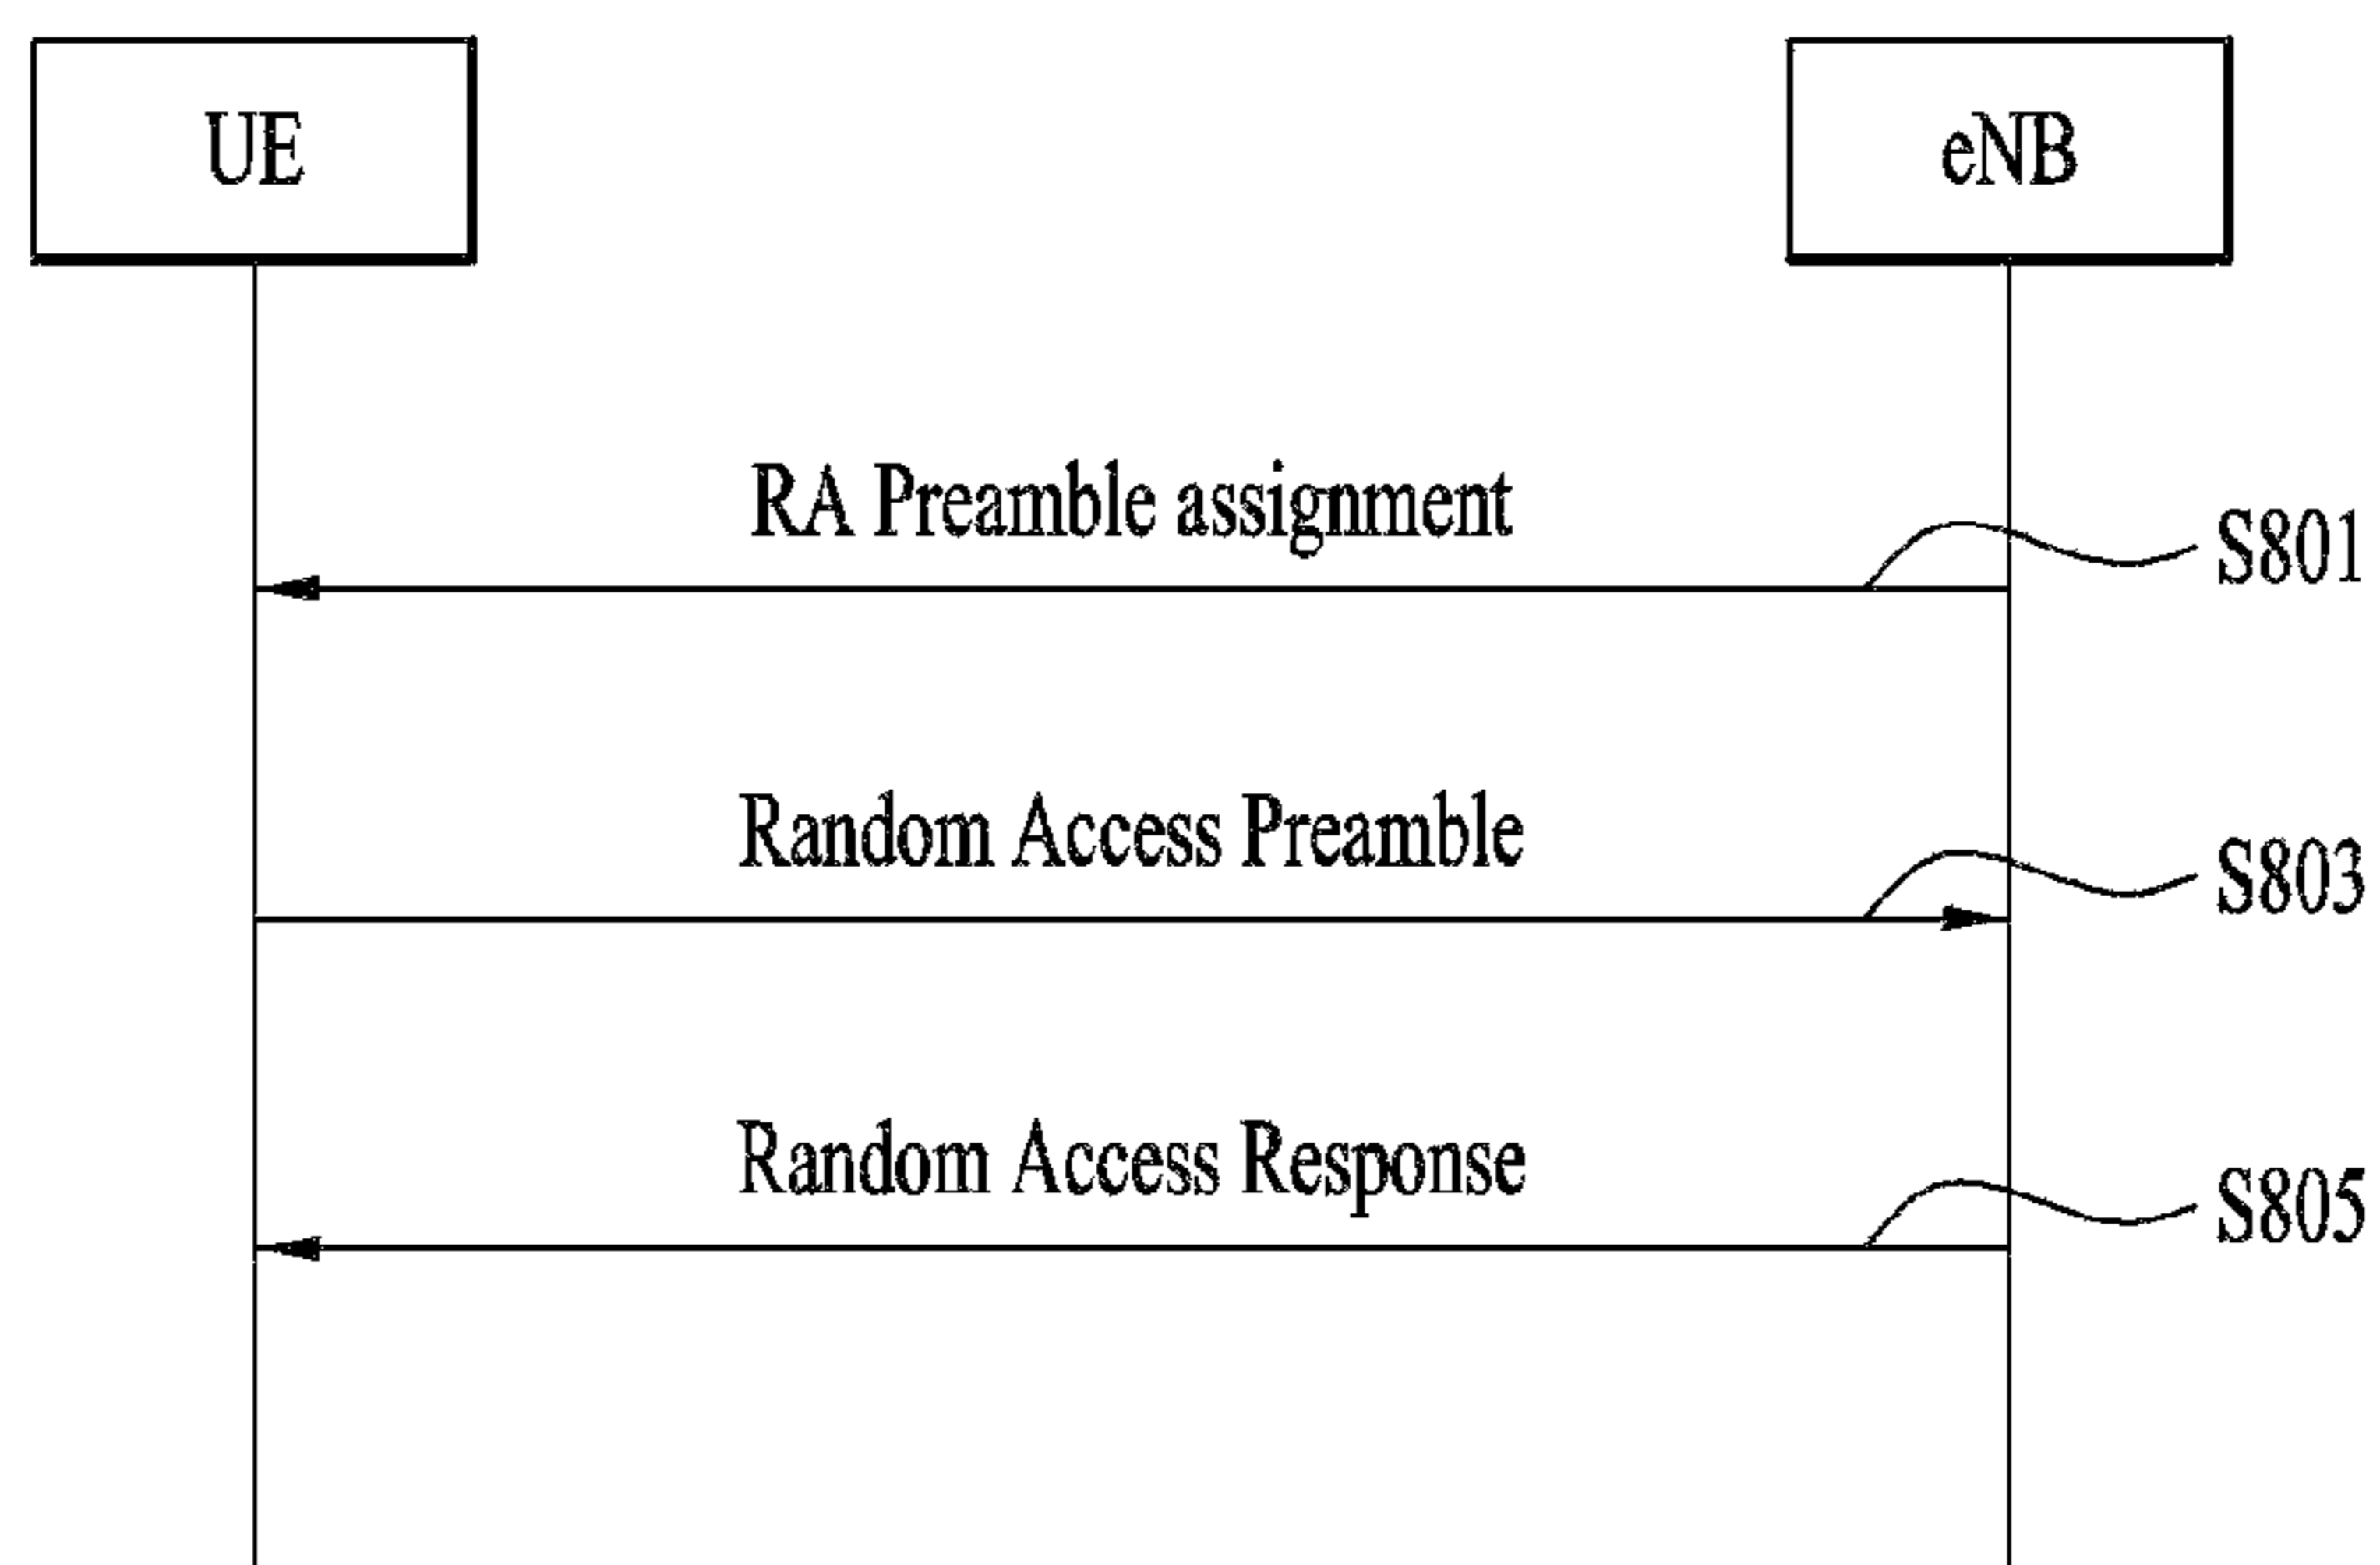 UE
eNB
RA Preamble assignment
S801
Random Access Preamble
S803
Random Access Response
S805